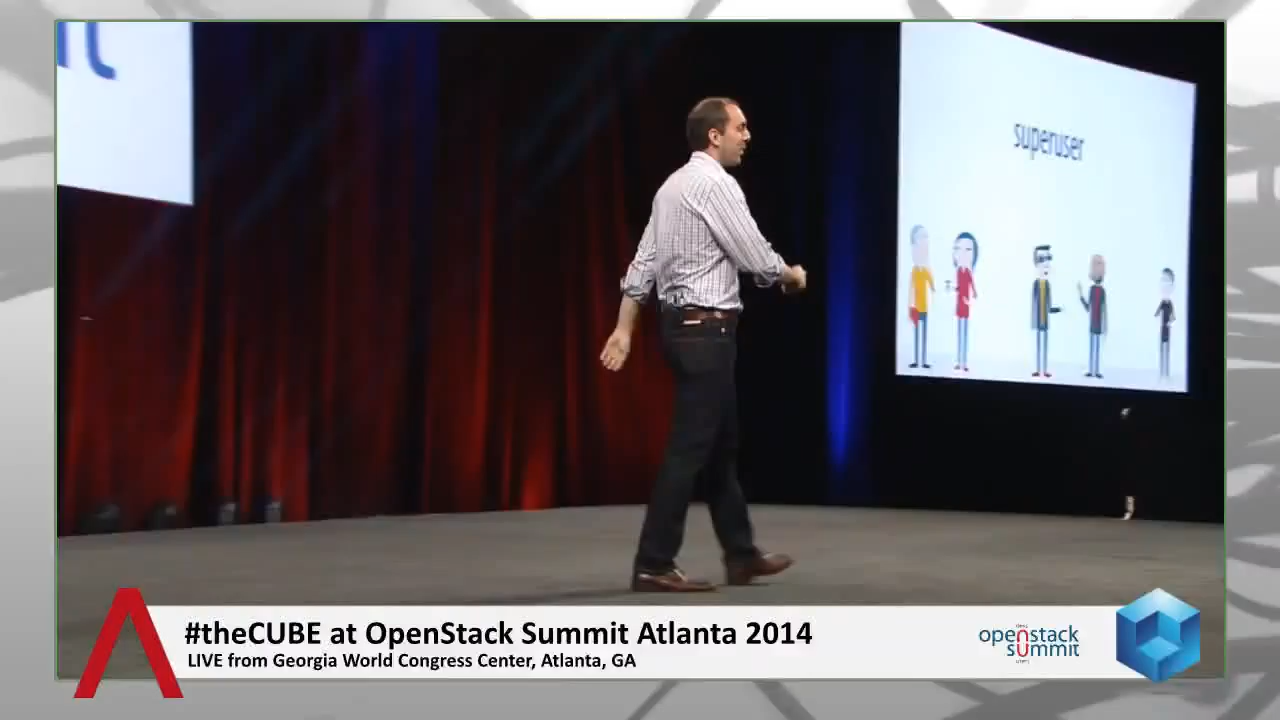 superuser
#theCUBE at OpenStack Summit Atlanta 2014
LIVE from Georgia World Congress Center, Atlanta, GA
openstack
summit